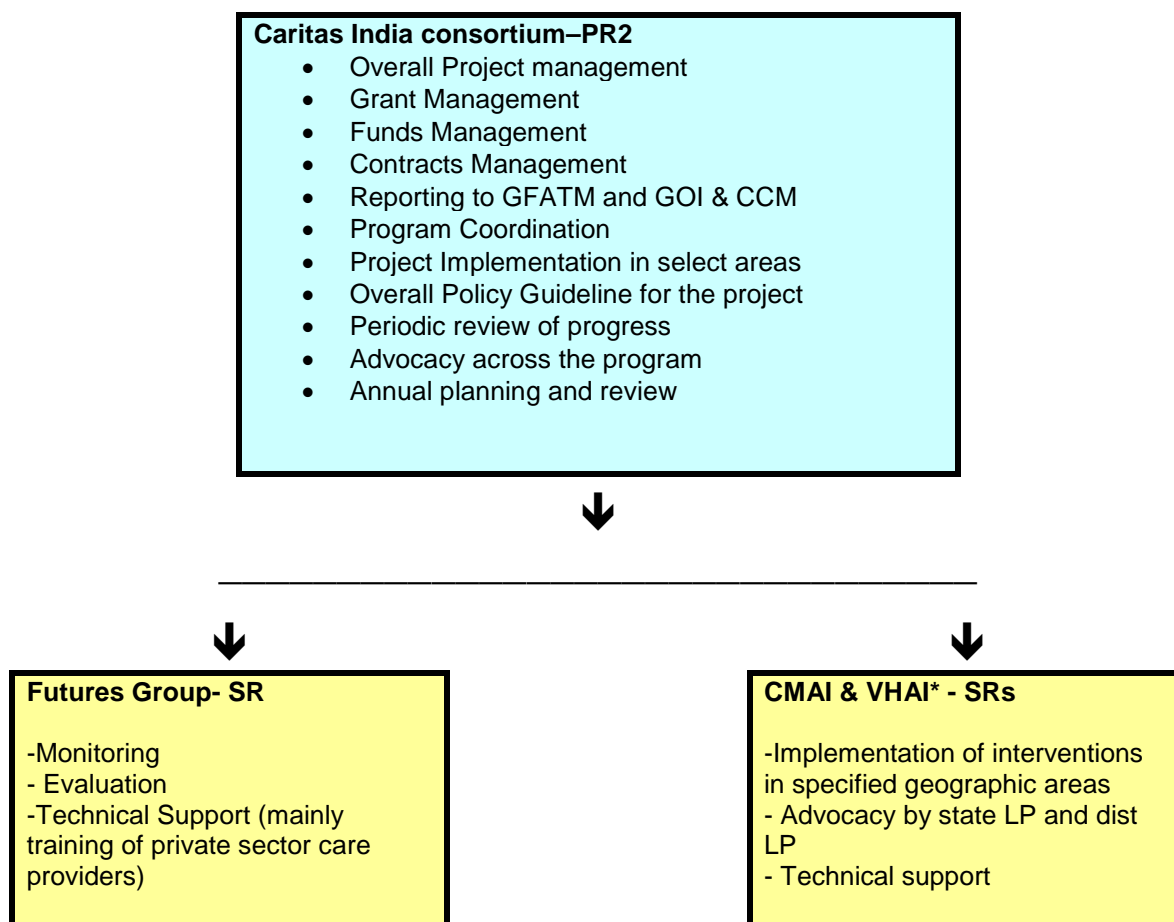 Caritas India consortium–PR2
• Overall Project management
• Grant Management
• Funds Management
• Contracts Management
• Reporting to GFATM and GOI & CCM
• Program Coordination
• Project Implementation in select areas
• Overall Policy Guideline for the project
• Periodic review of progress
• Advocacy across the program
• Annual planning and review
Futures Group- SR
-Monitoring
- Evaluation
-Technical Support (mainly
training of private sector care
providers)
CMAI & VHAI* - SRs
-Implementation of interventions
in specified geographic areas
- Advocacy by state LP and dist
LP
- Technical support